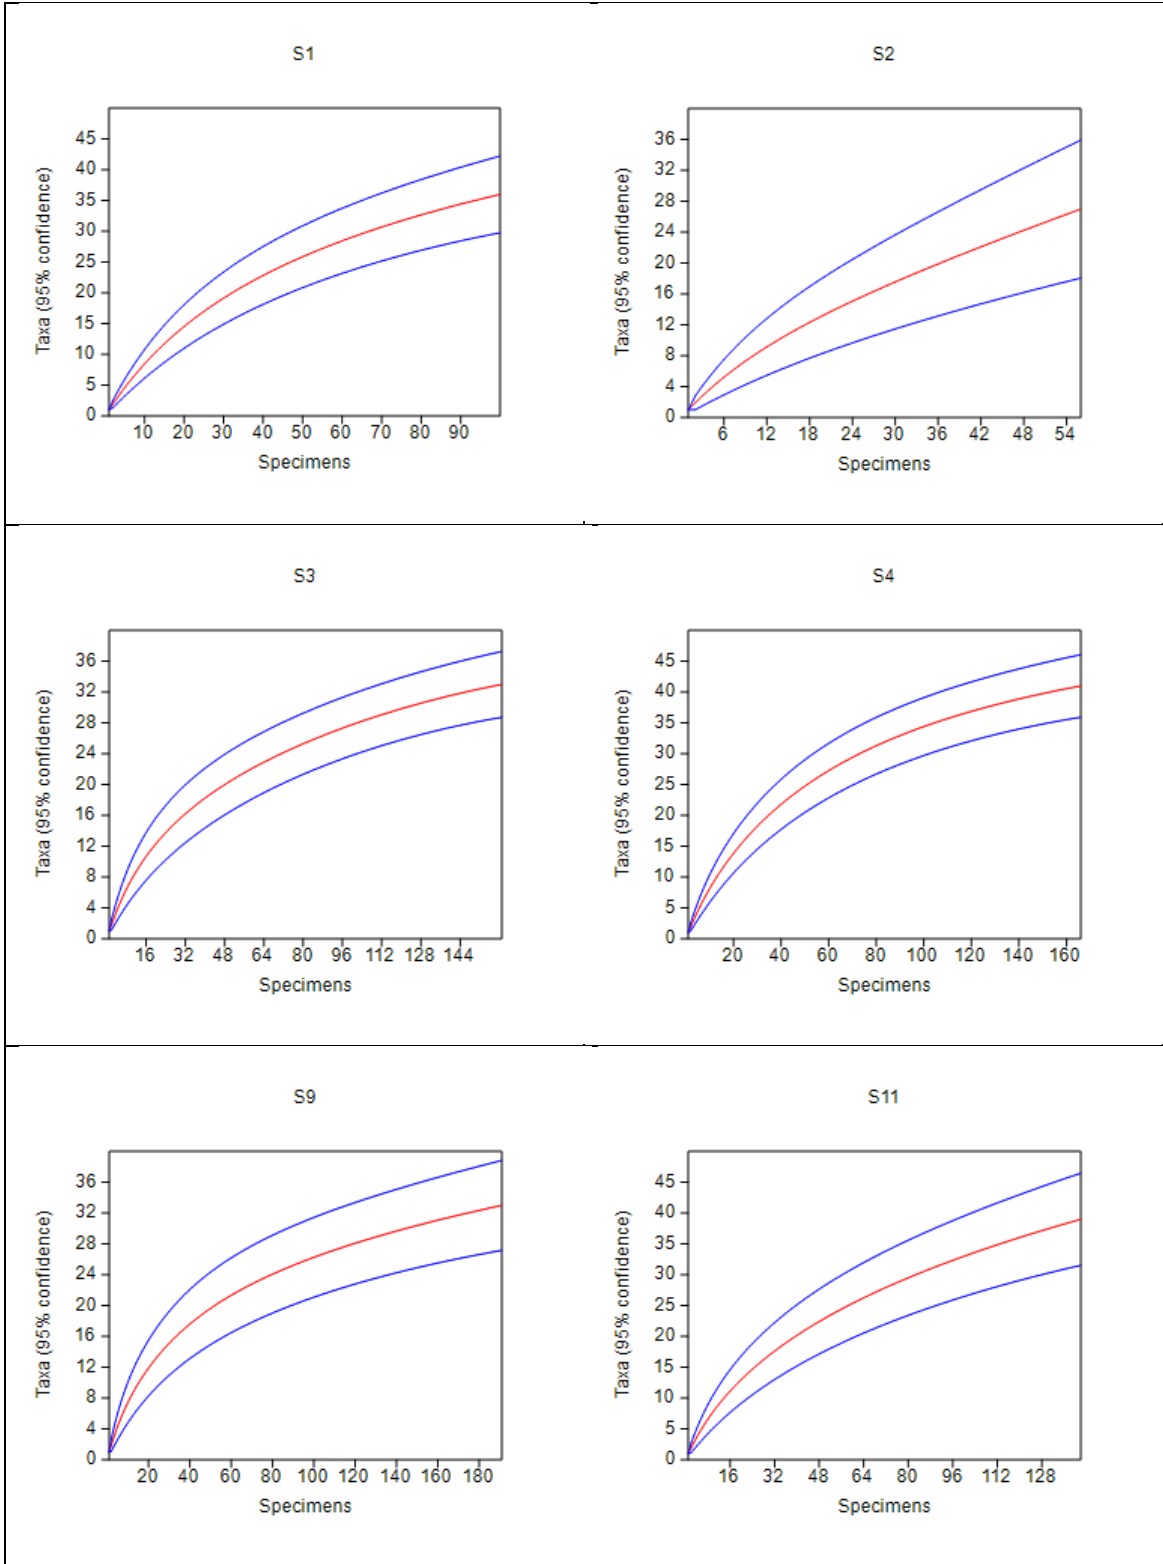 S1
Taxa (95% confidence)
45
40
35
30
25
20
15
10
5
0
10 20 30 40 50 60 70 80 90
Specimens
S2
Taxa (95% confidence)
36
32
28
24
20
16
12
8
4
0
6 12 18 24 30 36 42 48 54
Specimens
S3
Taxa (95% confidence)
36
32
28
24
20
16
12
8
4
0
16 32 48 64 80 96 112 128 144
Specimens
S4
Taxa (95% confidence)
45
40
35
30
25
20
15
10
5
0
20 40 60 80 100 120 140 160
Specimens
S9
Taxa (95% confidence)
36
32
28
24
20
16
12
8
4
0
20 40 60 80 100 120 140 160 180
Specimens
S11
Taxa (95% confidence)
45
40
35
30
25
20
15
10
5
0
16 32 48 64 80 96 112 128
Specimens